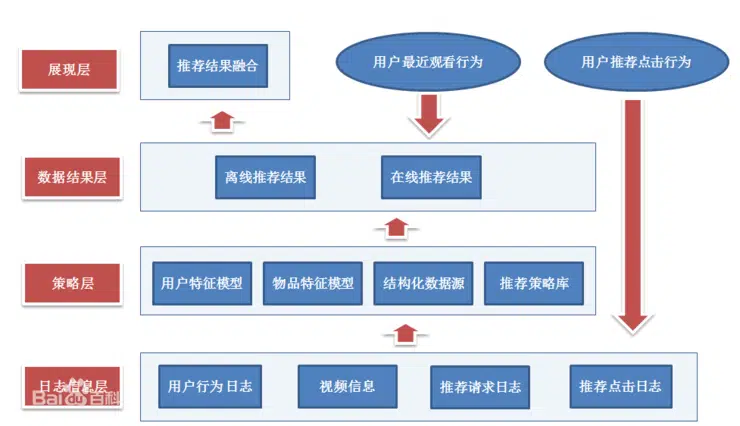 展现层
推荐结果融合
用户最近观看行为
用户推荐点击行为
数据结果层
离线推荐结果
在线推荐结果
策略层
用户特征模型
物品特征模型
结构化数据源
推荐策略库
日志信息层
Baidu百科
用户行为日志
视频信息
推荐请求日志
推荐点击日志